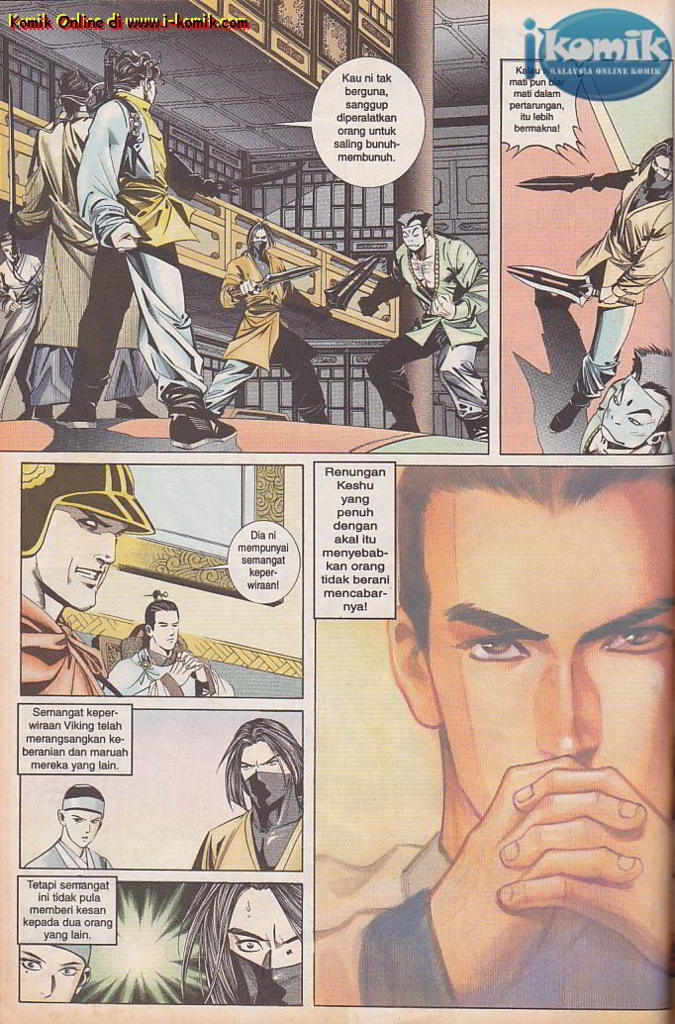 Komik Online di www.i-komik.com
ikomik
MALAYSIA ONLINE KOMIK
Kau ni tak
berguna,
sanggup
diperalatkan
orang untuk
saling bunuh-
membunuh.
mati pun biar
mati dalam
pertarungan,
itu lebih
bermakna!
Dia ni
mempunyai
semangat
keper-
wiraan!
Renungan
Keshu
yang
penuh
dengan
akal itu
menyebab-
kan orang
tidak berani
mencabar-
nya!
Semangat keper-
wiraan Viking telah
merangsangkan ke-
beranian dan maruah
mereka yang lain.
Tetapi semangat
ini tidak pula
memberi kesan
kepada dua orang
yang lain.